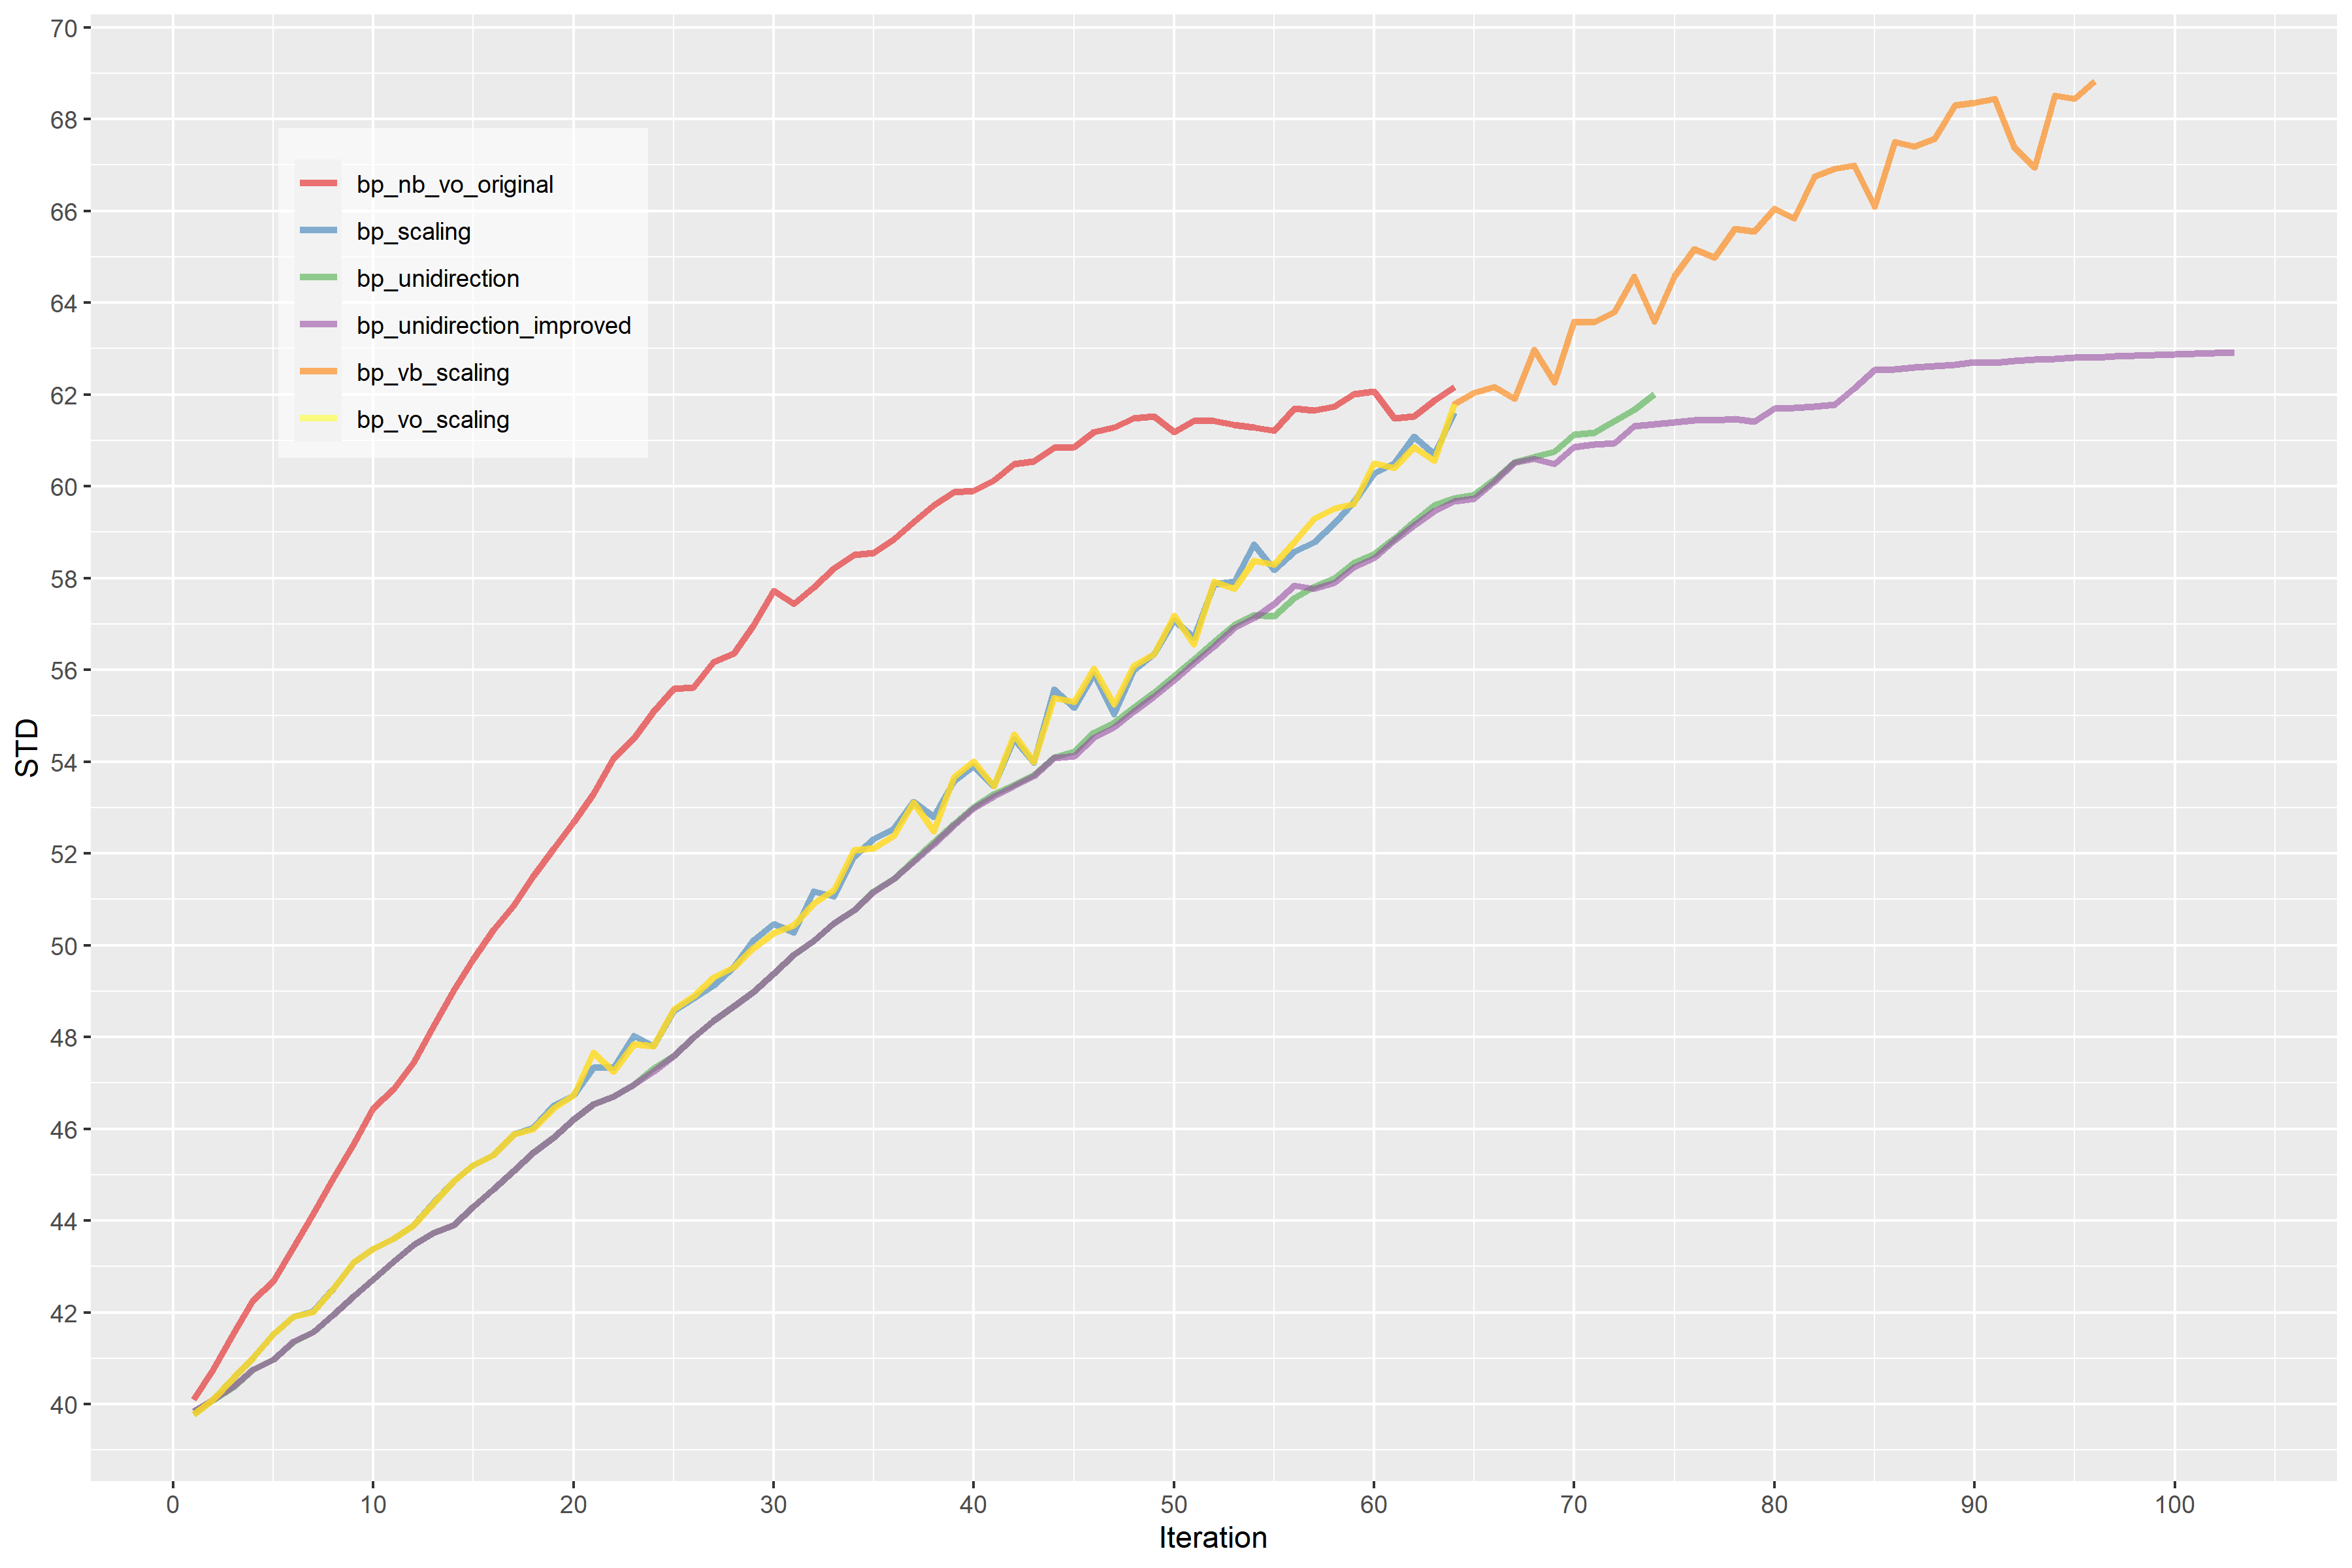 70
68
66
64
62
60
58
56
54
52
50
48
46
44
42
40
STD
bp_nb_vo_original
bp_scaling
bp_unidirection
bp_unidirection_improved
bp_vb_scaling
bp_vo_scaling
0 10 20 30 40 50 60 70 80 90 100
Iteration